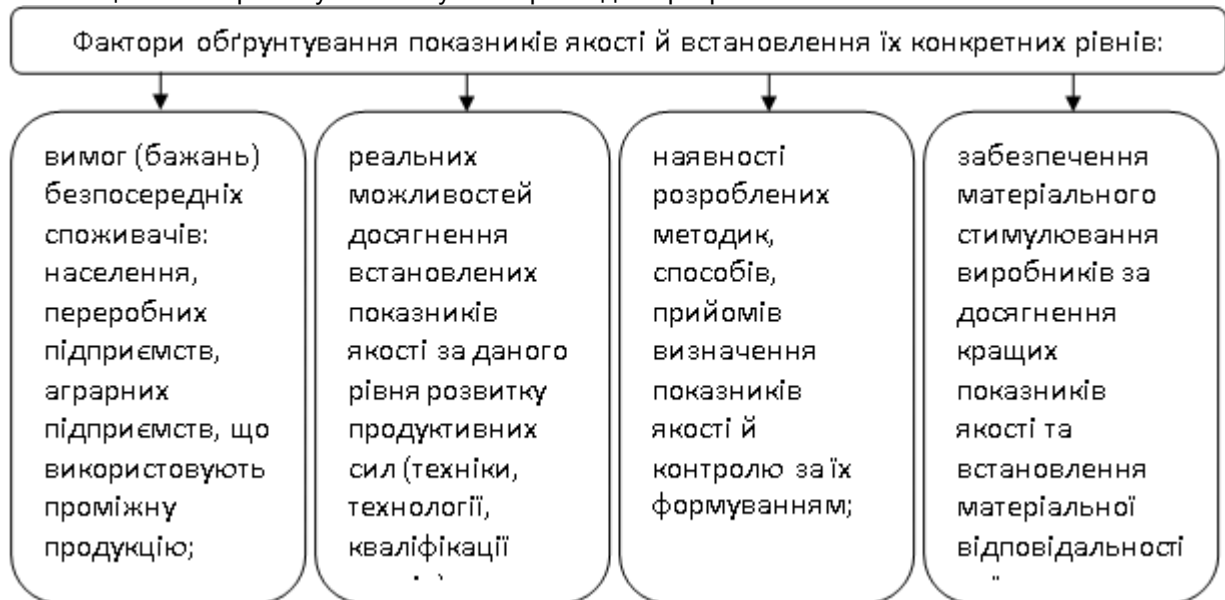 Фактори обґрунтування показників якості й встановлення їх конкретних рівнів:
вимог (бажань)
безпосередніх
споживачів:
населення,
переробних
підприємств,
аграрних
підприємств, що
використовують
проміжну
продукцію;
реальних
можливостей
досягнення
встановлених
показників
якості за даного
рівня розвитку
продуктивних
сил (техніки,
технології,
кваліфікації
наявності
розроблених
методик,
способів,
прийомів
визначення
показників
якості й
контролю за їх
формуванням;
забезпечення
матеріального
стимулювання
виробників за
досягнення
кращих
показників
якості та
встановлення
матеріальної
відповідальності